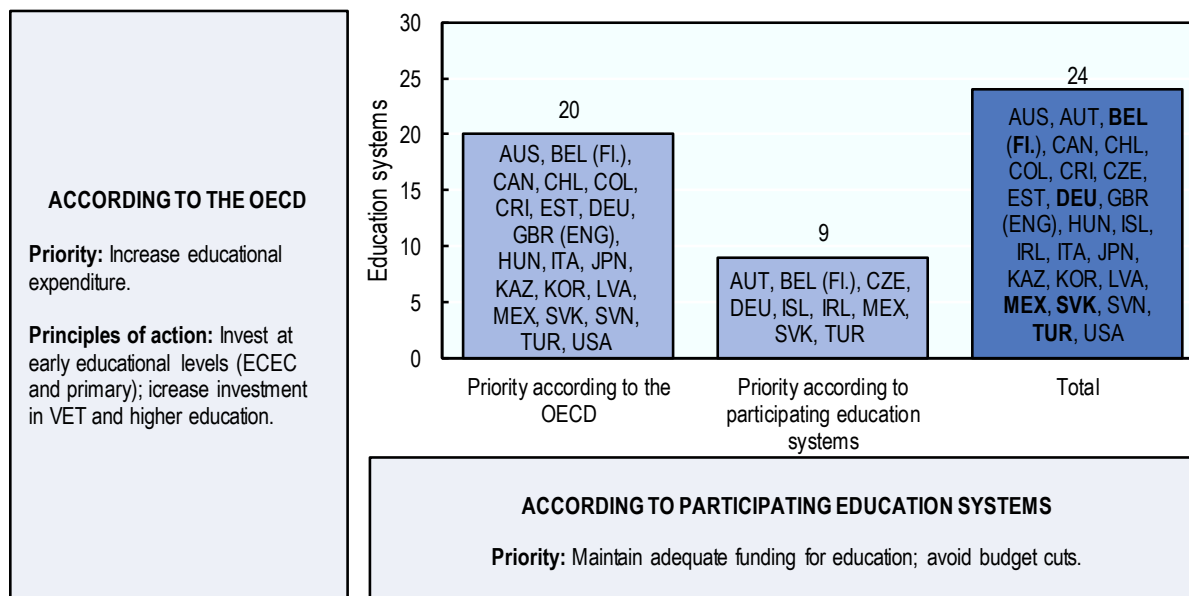 ACCORDING TO THE OECD
Priority: Increase educational
expenditure.
Principles of action: Invest at
early educational levels (ECEC
and primary); icrease investment
in VET and higher education.
Education systems
30
25
20
15
10
5
0
20
AUS, BEL (Fl.),
CAN, CHL, COL,
CRI, EST, DEU,
GBR (ENG),
HUN, ITA, JPN,
KAZ, KOR, LVA,
MEX, SVK, SVN,
TUR, USA
9
AUT, BEL (Fl.), CZE,
DEU, ISL, IRL, MEX,
SVK, TUR
24
AUS, AUT, BEL
(Fl.), CAN, CHL,
COL, CRI, CZE,
EST, DEU, GBR
(ENG), HUN, ISL,
IRL, ITA, JPN,
KAZ, KOR, LVA,
MEX, SVK, SVN,
TUR, USA
Priority according to the
OECD
Priority according to
participating education
systems
Total
ACCORDING TO PARTICIPATING EDUCATION SYSTEMS
Priority: Maintain adequate funding for education; avoid budget cuts.